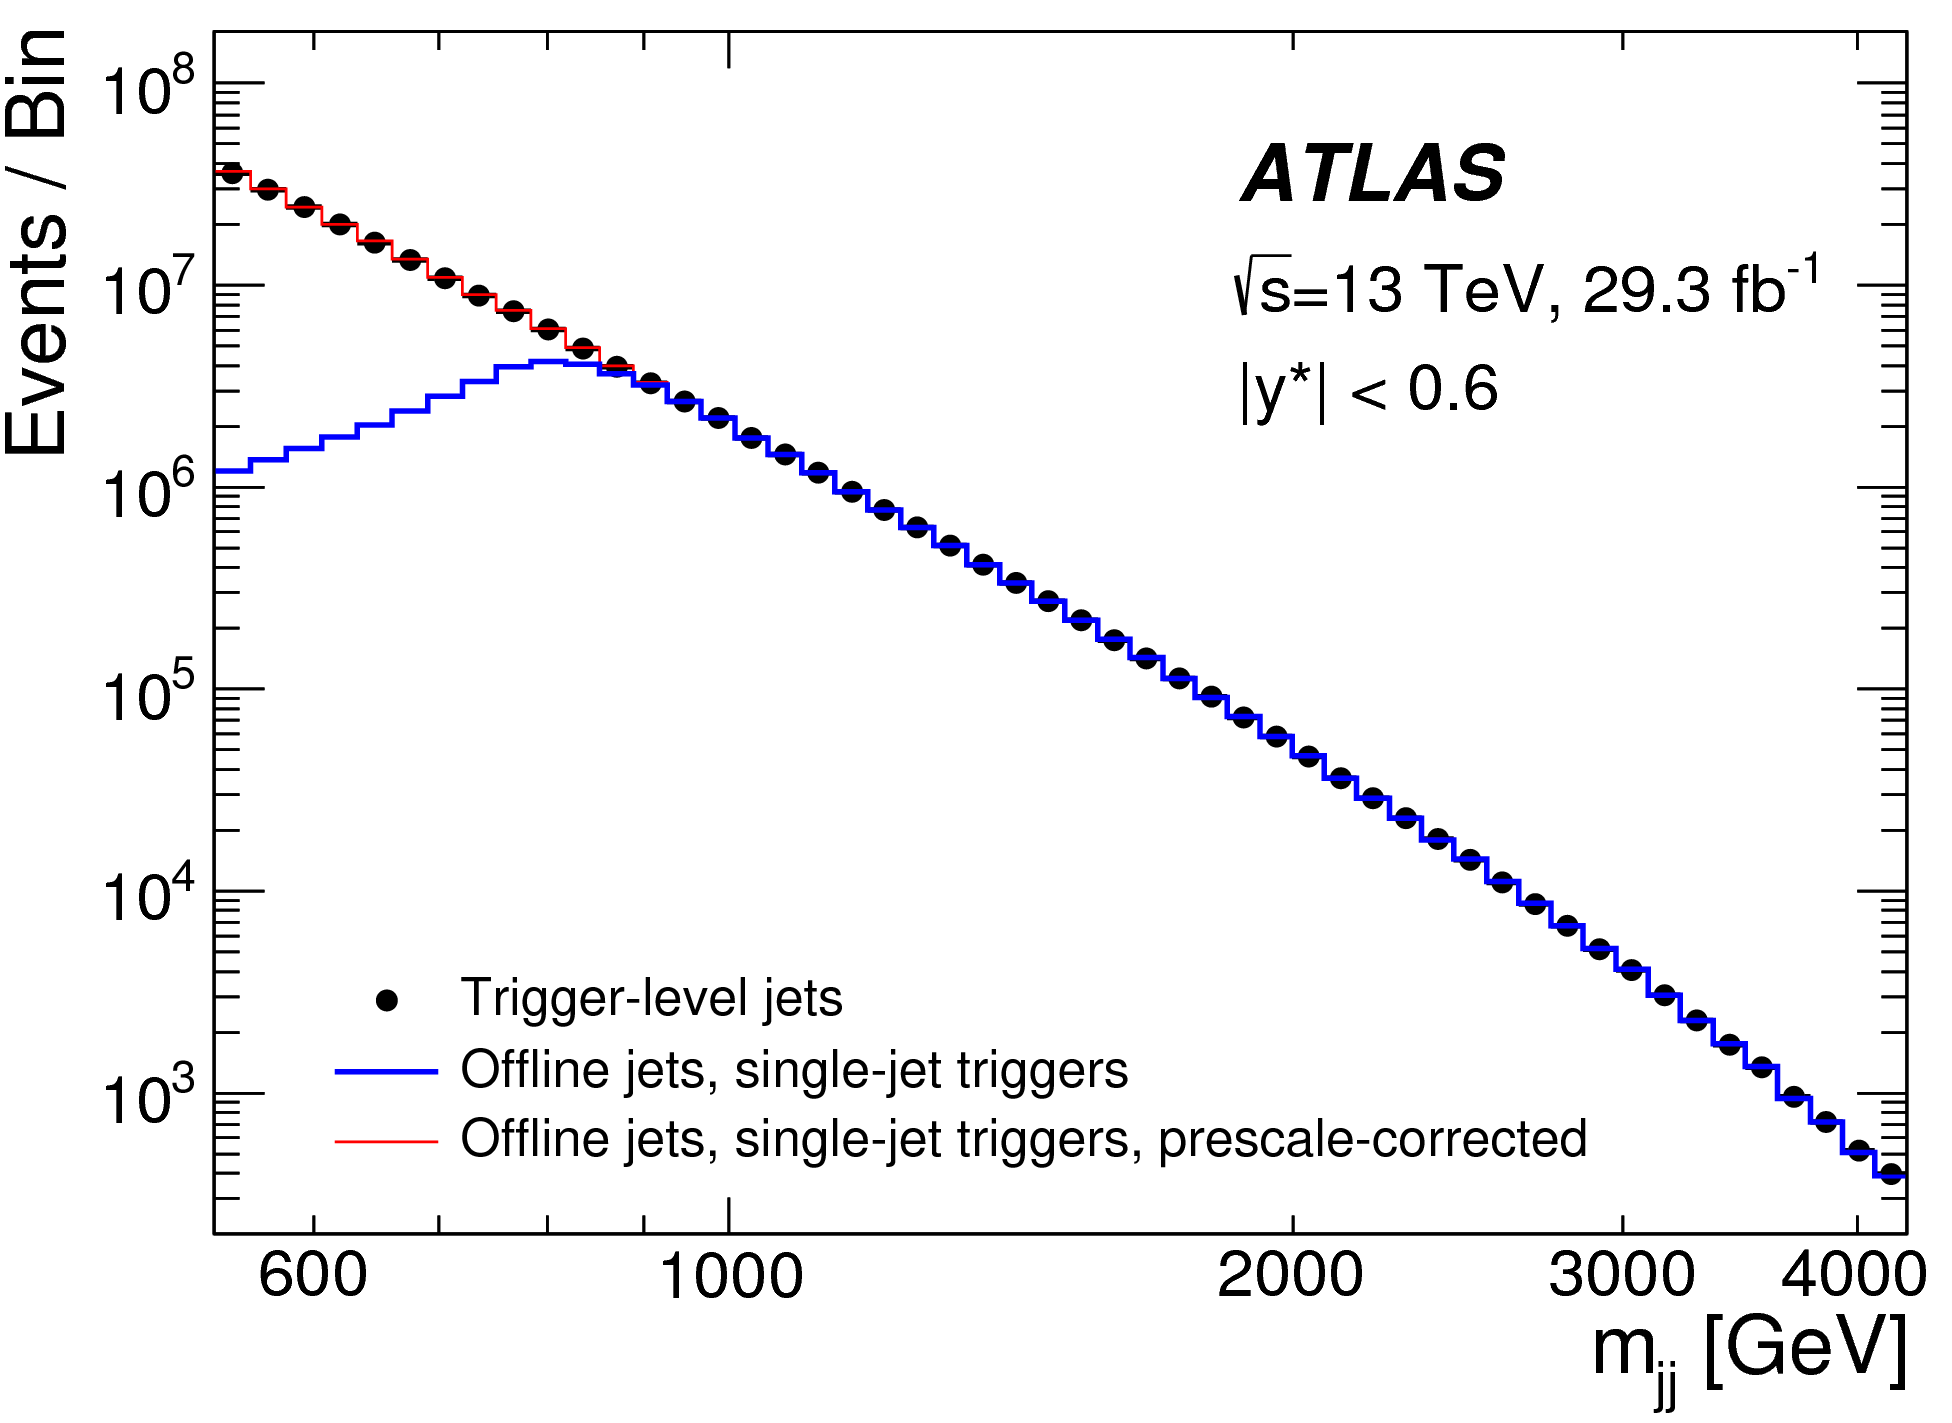 Events / Bin
10^8
10^7
10^6
10^5
10^4
10^3
ATLAS
√s=13 TeV, 29.3 fb^-1
|y*| < 0.6
Trigger-level jets
Offline jets, single-jet triggers
Offline jets, single-jet triggers, prescale-corrected
600 1000 2000 3000 4000
m_jj [GeV]